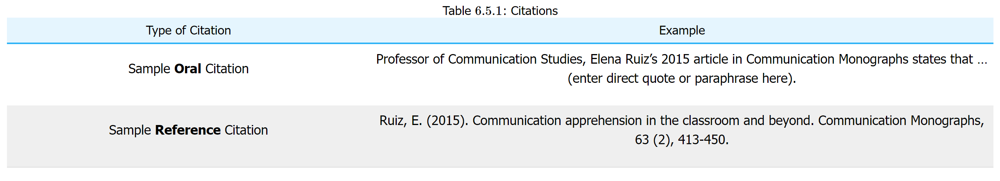 Table 6.5.1: Citations
Type of Citation
Example
Sample Oral Citation
Professor of Communication Studies, Elena Ruiz’s 2015 article in Communication Monographs states that …
(enter direct quote or paraphrase here).
Sample Reference Citation
Ruiz, E. (2015). Communication apprehension in the classroom and beyond. Communication Monographs,
63 (2), 413-450.